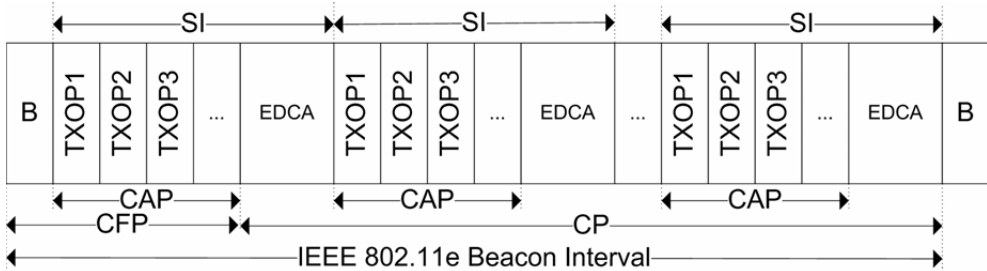 SI SI SI
B TXOP1 TXOP2 TXOP3 ... EDCA TXOP1 TXOP2 TXOP3 ... EDCA ... TXOP1 TXOP2 TXOP3 ... EDCA B
CAP CAP CAP
CFP CP
IEEE 802.11e Beacon Interval